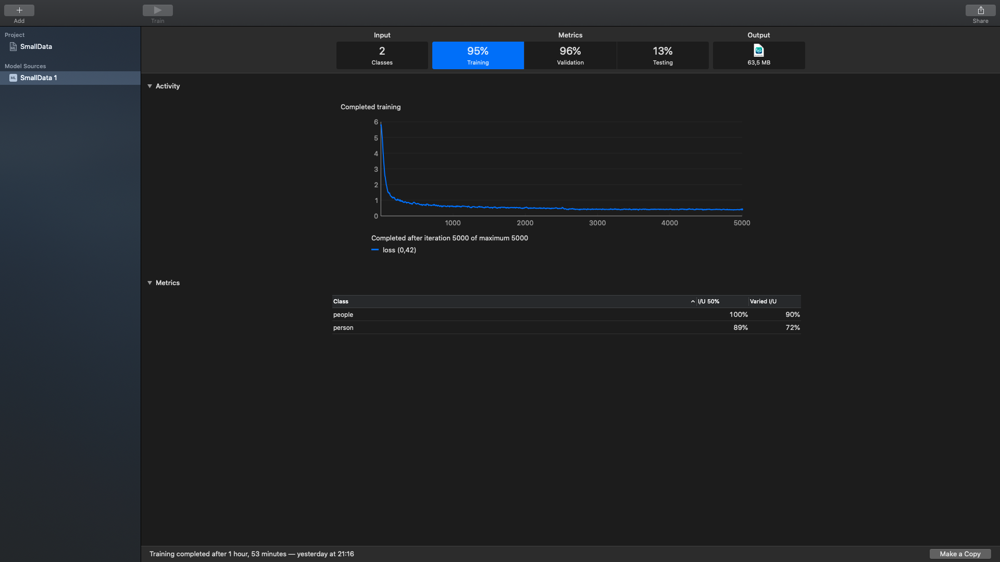 Add
Train
Share
Project
SmallData
Model Sources
ML SmallData 1
Input
Metrics
Output
2
Classes
95%
Training
96%
Validation
13%
Testing
63,5 MB
Activity
Completed training
6
5
4
3
2
1
0
1000 2000 3000 4000 5000
Completed after iteration 5000 of maximum 5000
loss (0,42)
Metrics
Class I/U 50% Varied I/U
people 100% 90%
person 89% 72%
Training completed after 1 hour, 53 minutes — yesterday at 21:16
Make a Copy